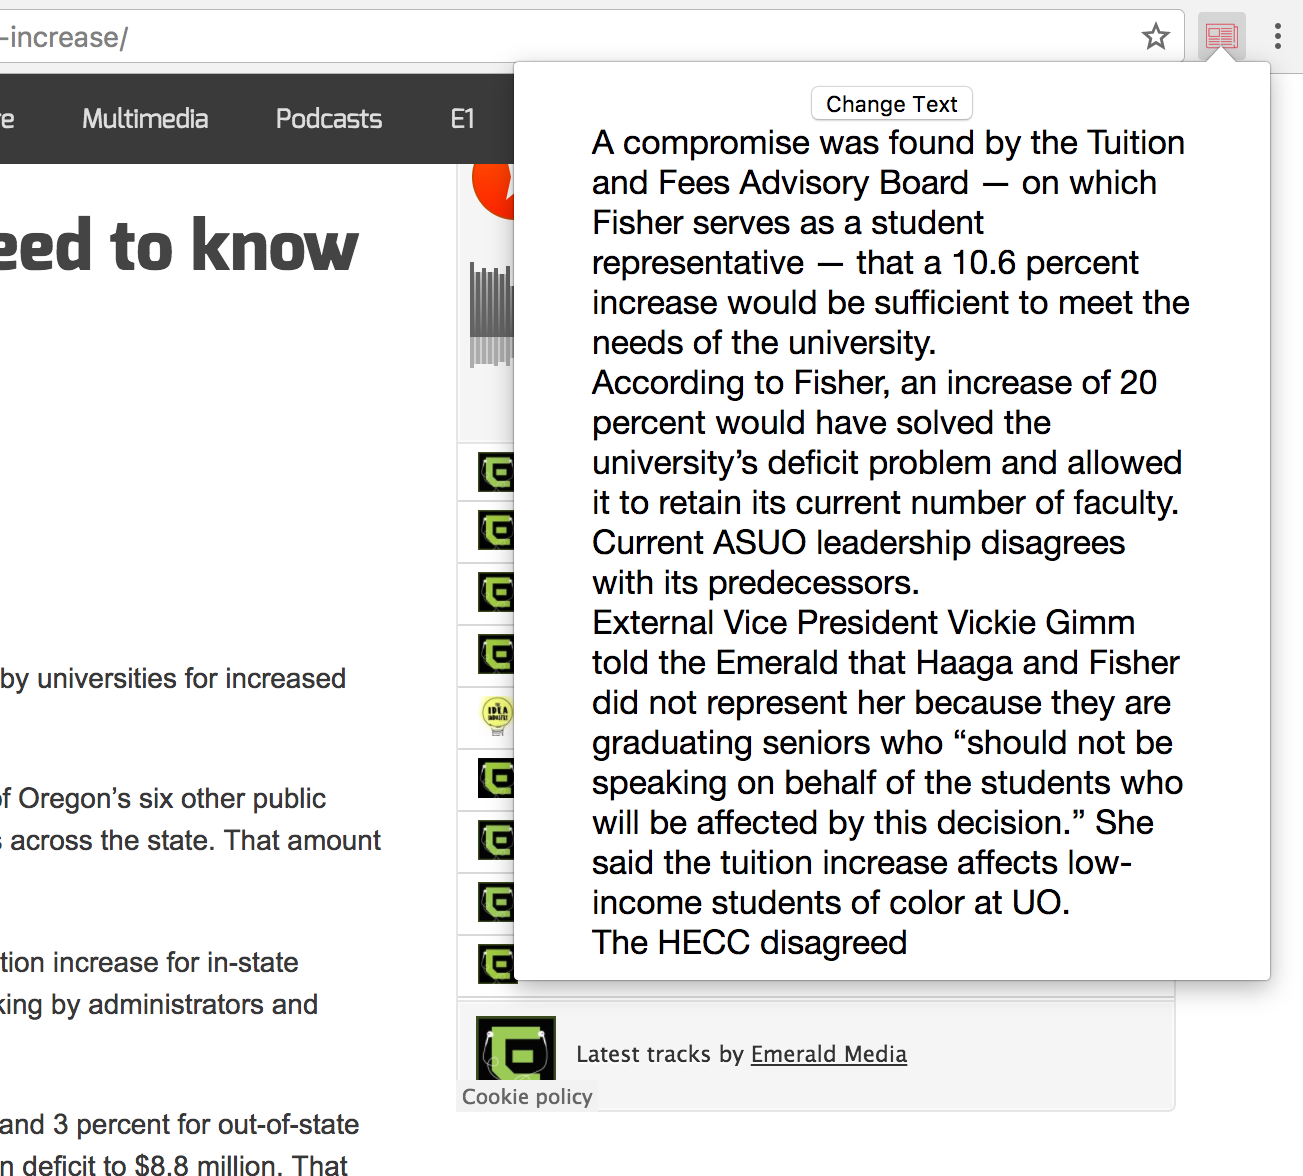 -increase/
Multimedia
Podcasts
E1
Change Text
A compromise was found by the Tuition
and Fees Advisory Board — on which
Fisher serves as a student
representative — that a 10.6 percent
increase would be sufficient to meet the
needs of the university.
According to Fisher, an increase of 20
percent would have solved the
university’s deficit problem and allowed
it to retain its current number of faculty.
Current ASUO leadership disagrees
with its predecessors.
External Vice President Vickie Gimm
told the Emerald that Haaga and Fisher
did not represent her because they are
graduating seniors who “should not be
speaking on behalf of the students who
will be affected by this decision.” She
said the tuition increase affects low-
income students of color at UO.
The HECC disagreed
eed to know
by universities for increased
of Oregon’s six other public
s across the state. That amount
tion increase for in-state
king by administrators and
and 3 percent for out-of-state
n deficit to $8.8 million. That
IDEA
Latest tracks by Emerald Media
Cookie policy